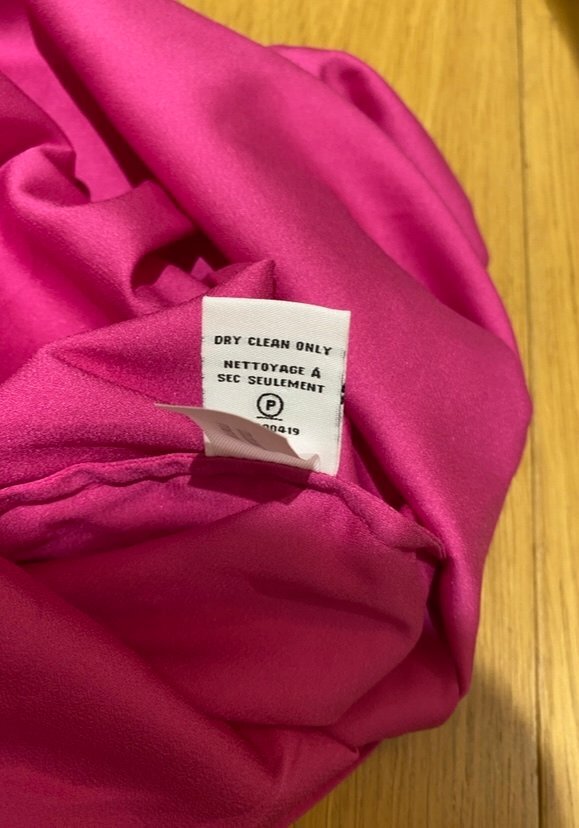 DRY CLEAN ONLY
NETTOYAGE Á
SEC SEULEMENT
P